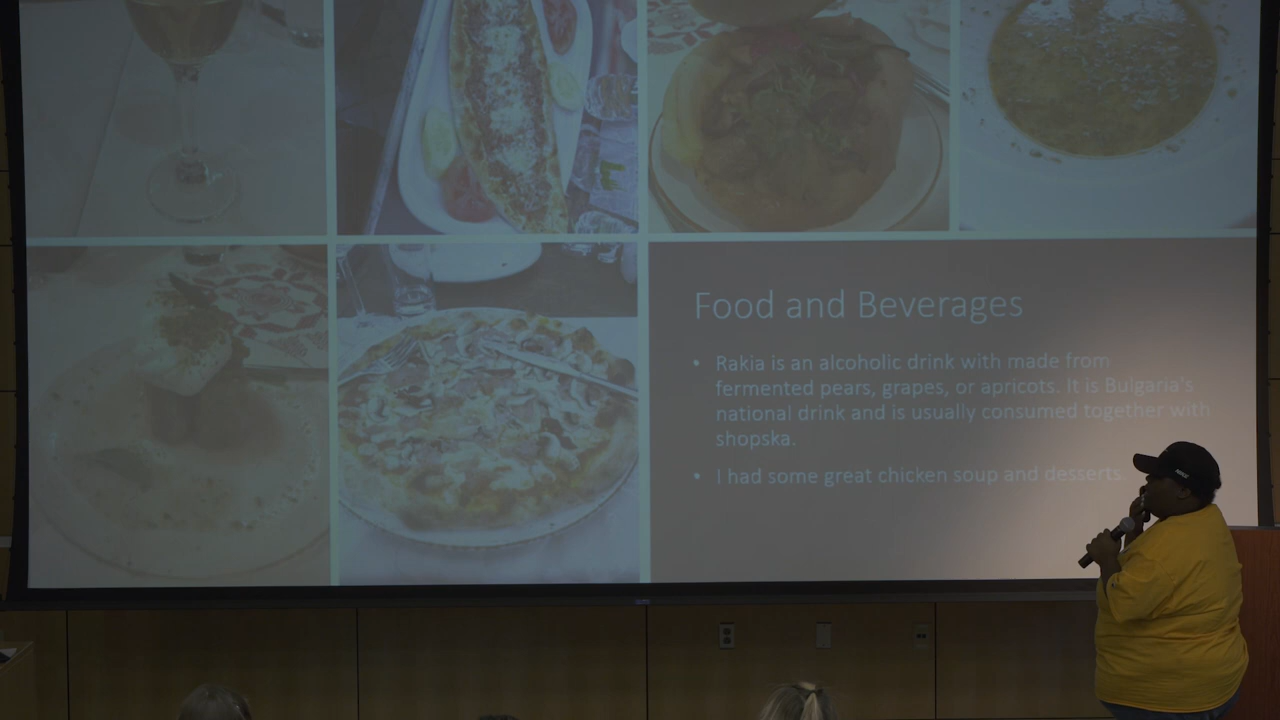 Food and Beverages
• Rakia is an alcoholic drink with made from
fermented pears, grapes, or apricots. It is Bulgaria's
national drink and is usually consumed together with
shopska.
• I had some great chicken soup and desserts.